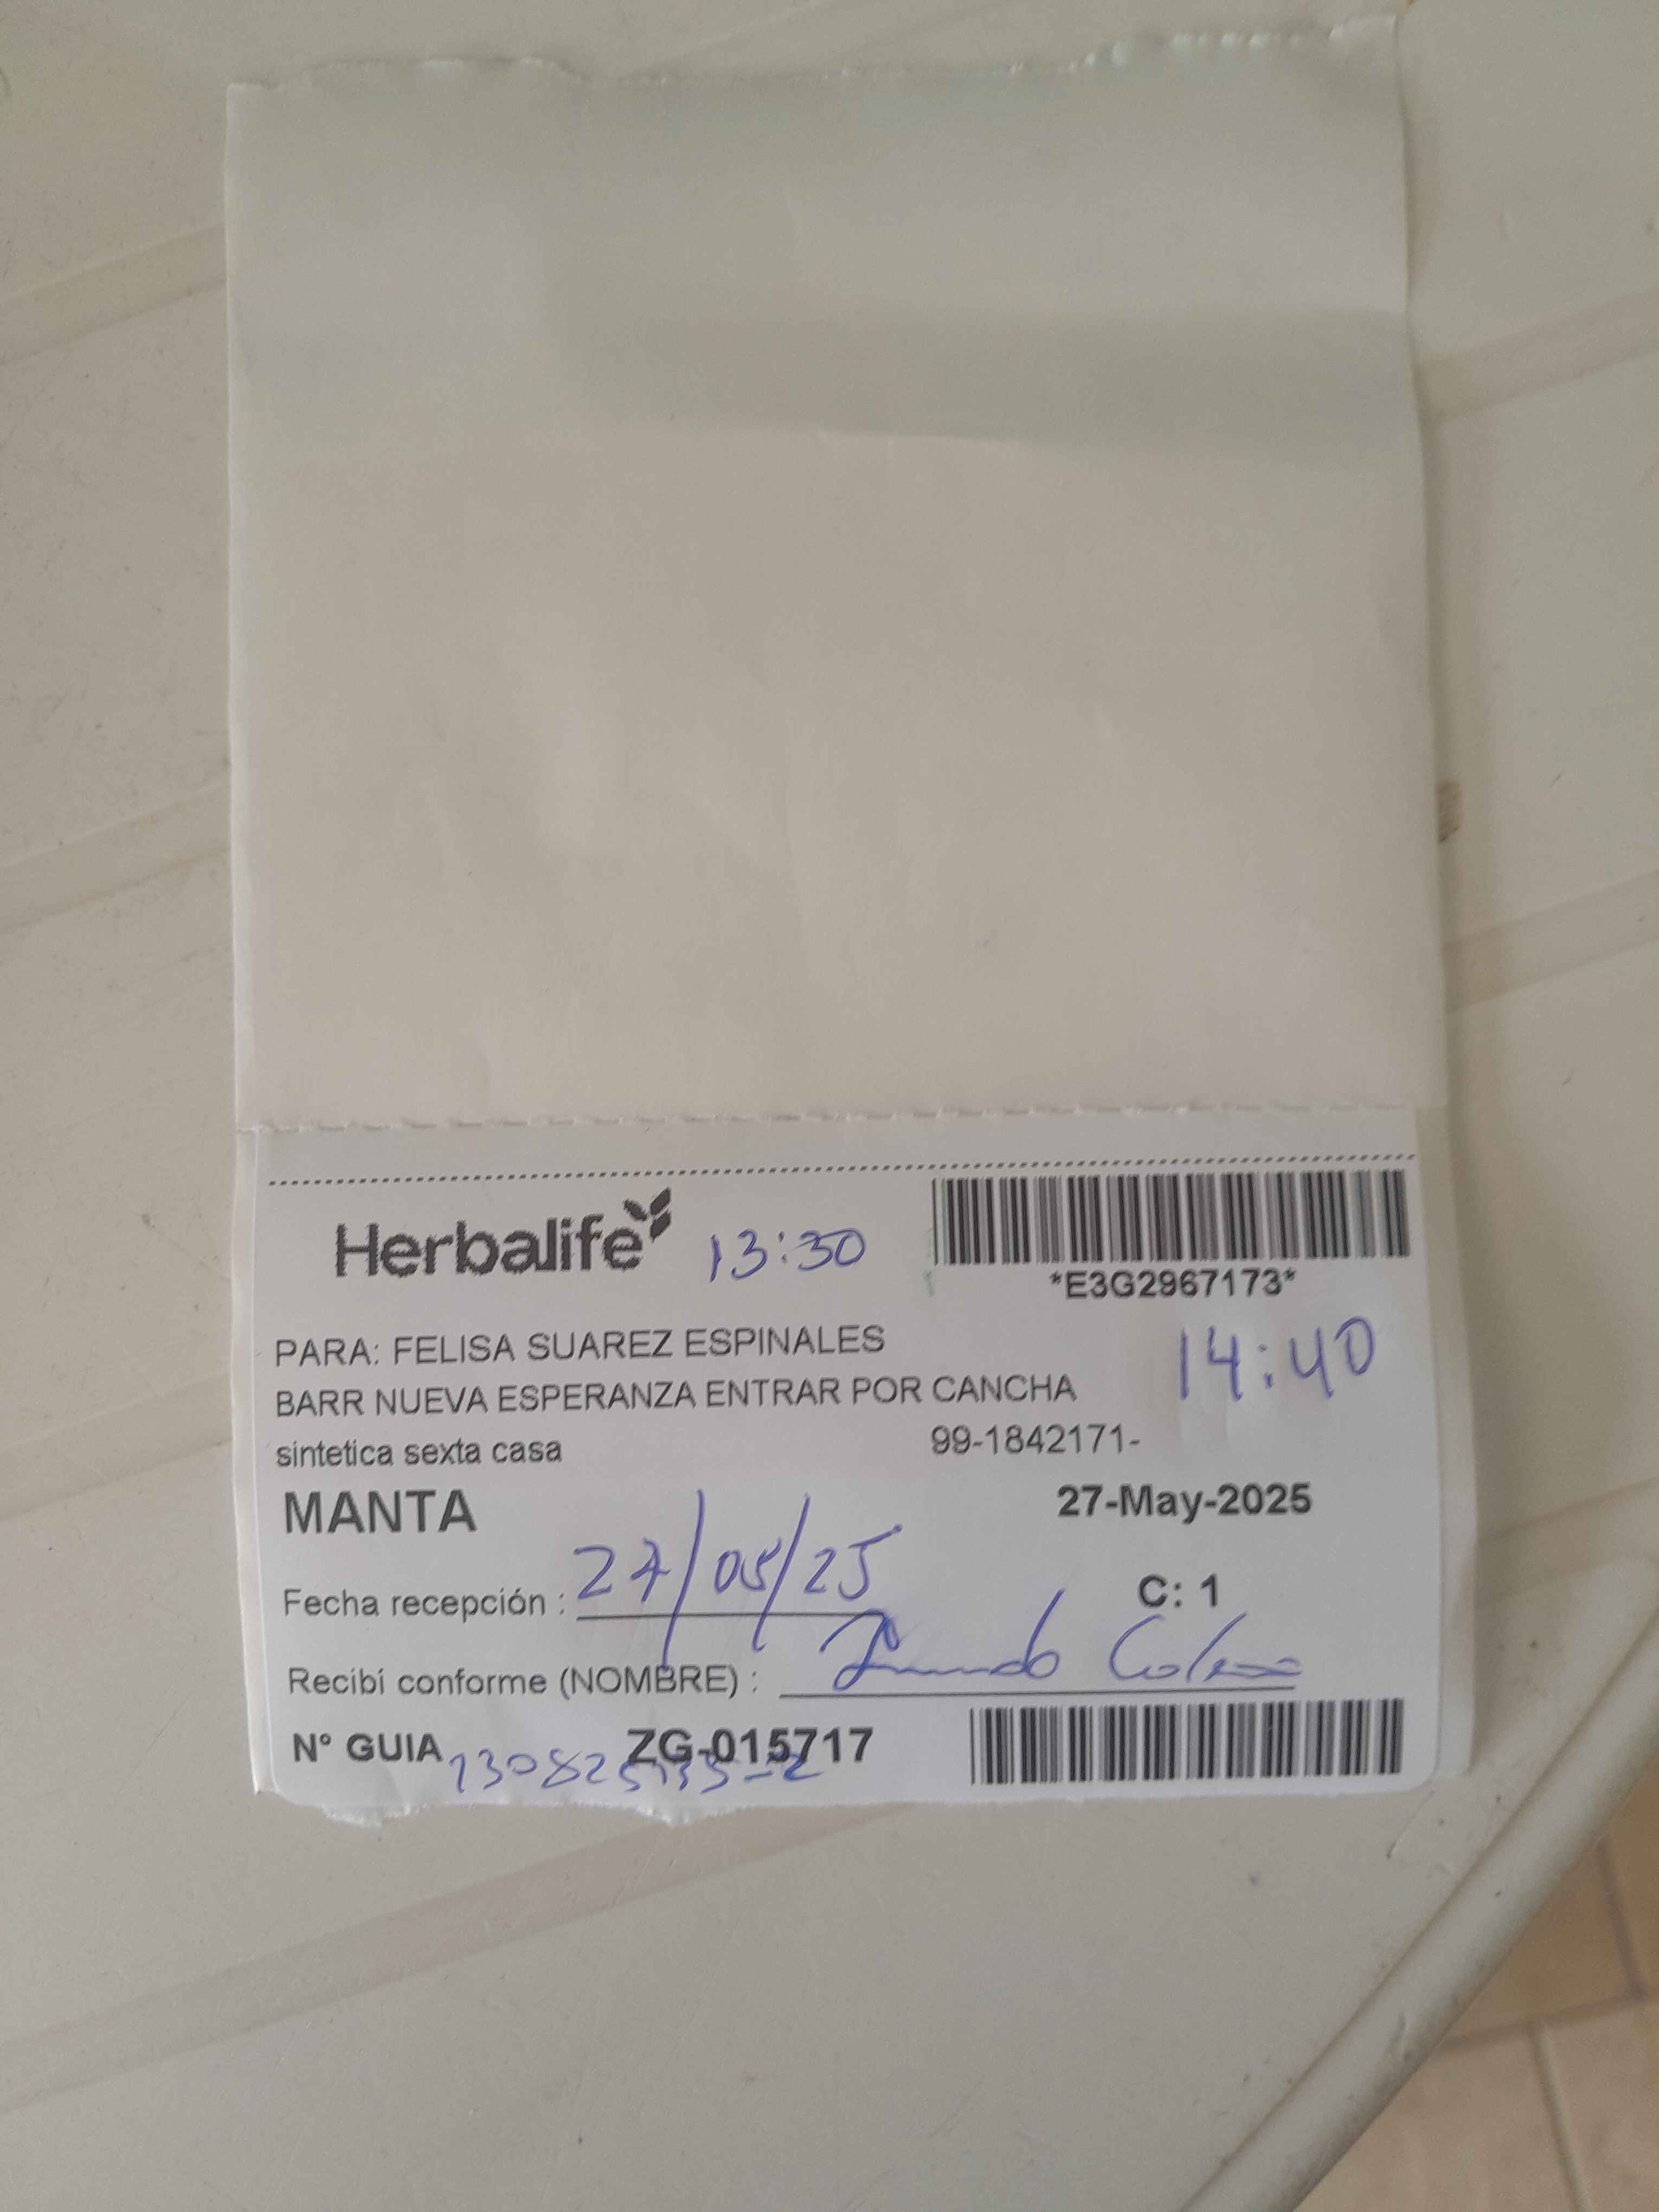 Herbalife 13:30
*E3G2967173*
PARA: FELISA SUAREZ ESPINALES
14:40
BARR NUEVA ESPERANZA ENTRAR POR CANCHA
sintetica sexta casa 99-1842171-
MANTA 27-May-2025
Fecha recepción : 27/05/25 C: 1
Recibí conforme (NOMBRE) :
N° GUIA ZG-015717